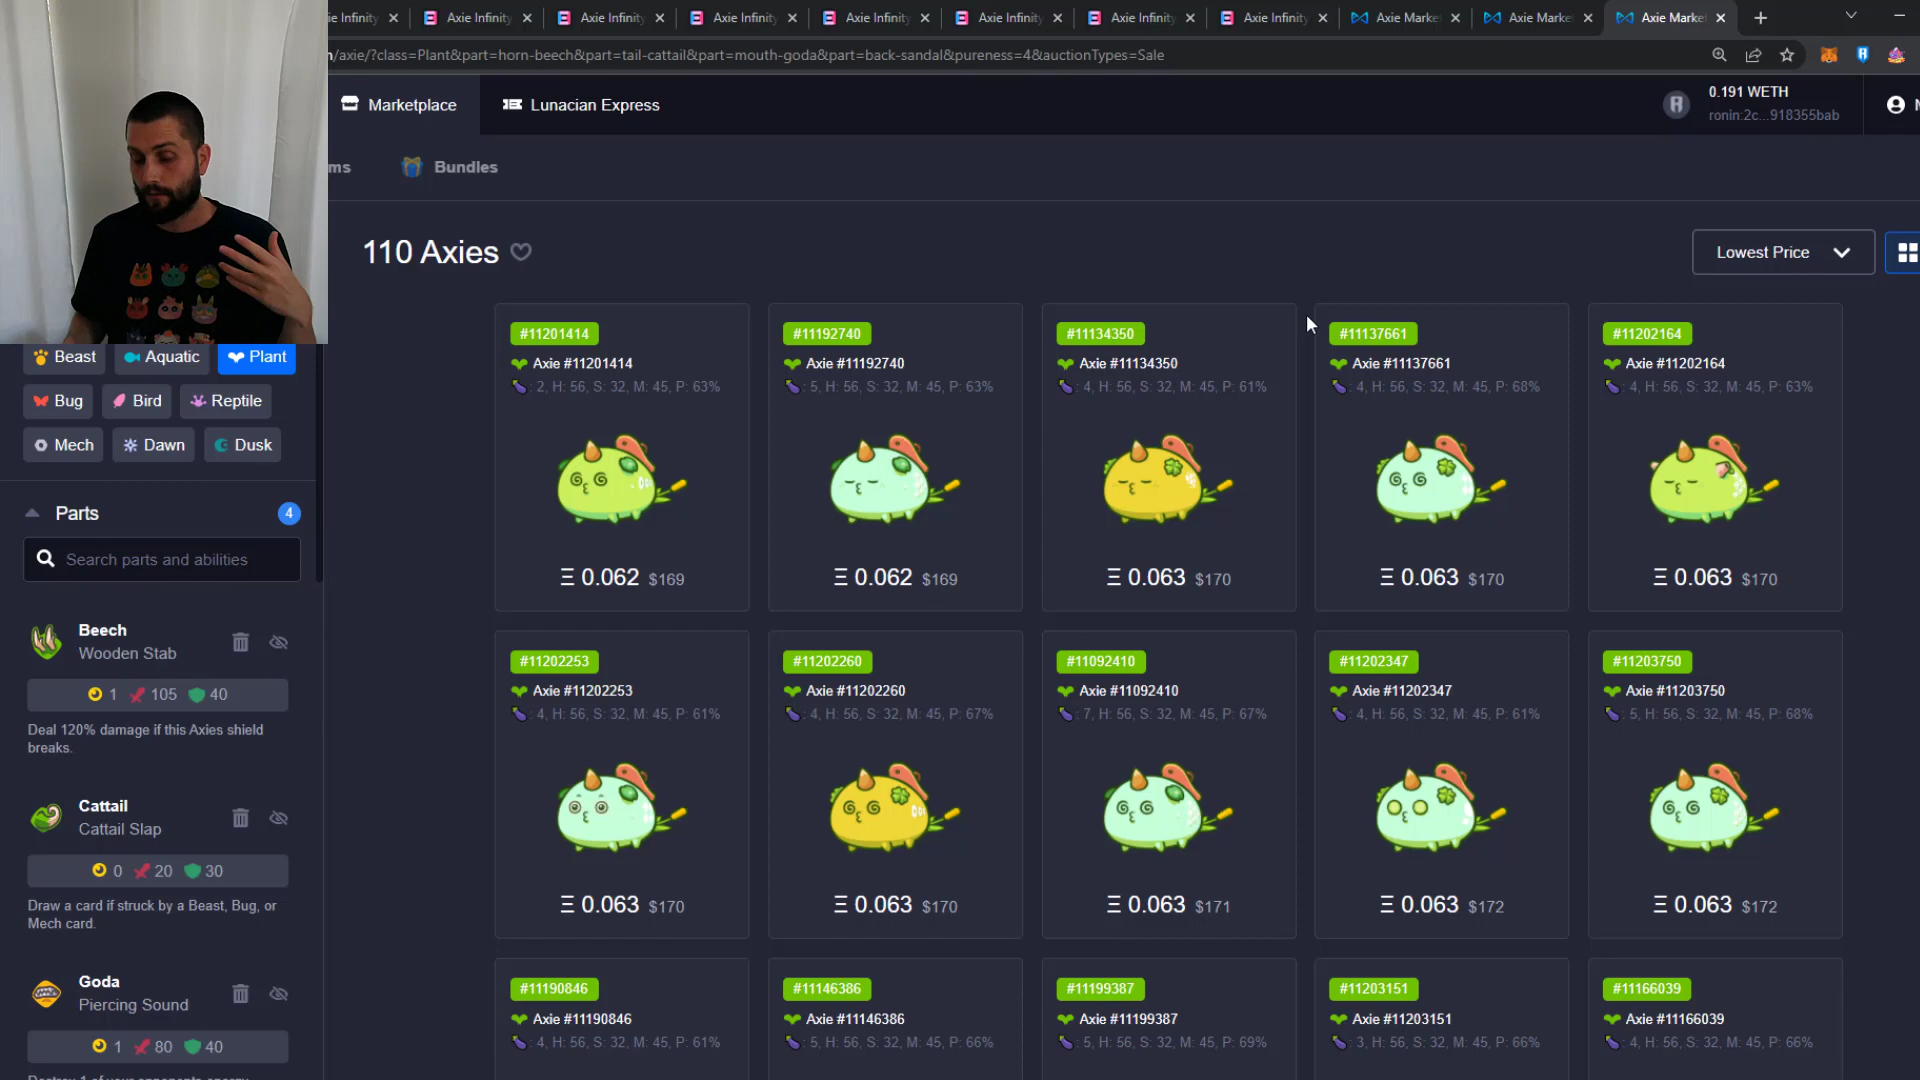 ie Infinity
Axie Infinity
Axie Infinity
Axie Infinity
Axie Infinity
Axie Infinity
Axie Infinity
Axie Infinity
Axie Marke
Axie Marke
Axie Marke
/axie/?class=Plant&part=horn-beech&part=tail-cattail&part=mouth-goda&part=back-sandal&pureness=4&auctionTypes=Sale
Marketplace
Lunacian Express
0.191 WETH
ronin:2c...918355bab
ms
Bundles
110 Axies
Lowest Price
#11201414
Axie #11201414
: 2, H: 56, S: 32, M: 45, P: 63%
Ξ 0.062 $169
#11192740
Axie #11192740
: 5, H: 56, S: 32, M: 45, P: 63%
Ξ 0.062 $169
#11134350
Axie #11134350
: 4, H: 56, S: 32, M: 45, P: 61%
Ξ 0.063 $170
#11137661
Axie #11137661
: 4, H: 56, S: 32, M: 45, P: 68%
Ξ 0.063 $170
#11202164
Axie #11202164
: 4, H: 56, S: 32, M: 45, P: 63%
Ξ 0.063 $170
#11202253
Axie #11202253
: 4, H: 56, S: 32, M: 45, P: 61%
Ξ 0.063 $170
#11202260
Axie #11202260
: 4, H: 56, S: 32, M: 45, P: 67%
Ξ 0.063 $170
#11092410
Axie #11092410
: 7, H: 56, S: 32, M: 45, P: 67%
Ξ 0.063 $171
#11202347
Axie #11202347
: 4, H: 56, S: 32, M: 45, P: 61%
Ξ 0.063 $172
#11203750
Axie #11203750
: 5, H: 56, S: 32, M: 45, P: 68%
Ξ 0.063 $172
#11190846
Axie #11190846
: 4, H: 56, S: 32, M: 45, P: 61%
#11146386
Axie #11146386
: 5, H: 56, S: 32, M: 45, P: 66%
#11199387
Axie #11199387
: 5, H: 56, S: 32, M: 45, P: 69%
#11203151
Axie #11203151
: 3, H: 56, S: 32, M: 45, P: 66%
#11166039
Axie #11166039
: 4, H: 56, S: 32, M: 45, P: 66%
Beast Aquatic Plant
Bug Bird Reptile
Mech Dawn Dusk
Parts 4
Search parts and abilities
Beech
Wooden Stab
1 105 40
Deal 120% damage if this Axies shield
breaks.
Cattail
Cattail Slap
0 20 30
Draw a card if struck by a Beast, Bug, or
Mech card.
Goda
Piercing Sound
1 80 40